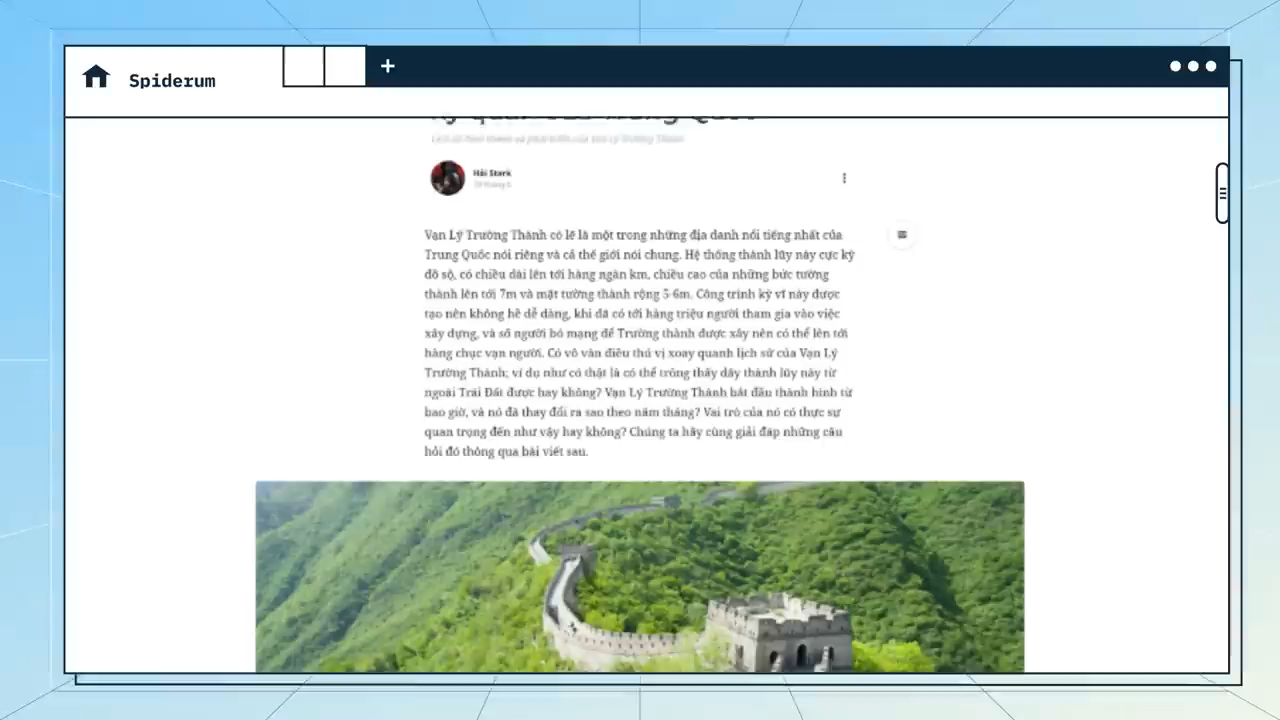 Spiderum
Hải Stark
Vạn Lý Trường Thành có lẽ là một trong những địa danh nổi tiếng nhất của
Trung Quốc nói riêng và cả thế giới nói chung. Hệ thống thành lũy này cực kỳ
đồ sộ, có chiều dài lên tới hàng ngàn km, chiều cao của những bức tường
thành lên tới 7m và mặt tường thành rộng 5-6m. Công trình kỳ vĩ này được
tạo nên không hề dễ dàng, khi đã có tới hàng triệu người tham gia vào việc
xây dựng, và số người bỏ mạng để Trường thành được xây nên có thể lên tới
hàng chục vạn người. Có vô vàn điều thú vị xoay quanh lịch sử của Vạn Lý
Trường Thành; ví dụ như có thật là có thể trông thấy dãy thành lũy này từ
ngoài Trái Đất được hay không? Vạn Lý Trường Thành bắt đầu thành hình từ
bao giờ, và nó đã thay đổi ra sao theo năm tháng? Vai trò của nó có thực sự
quan trọng đến như vậy hay không? Chúng ta hãy cùng giải đáp những câu
hỏi đó thông qua bài viết sau.